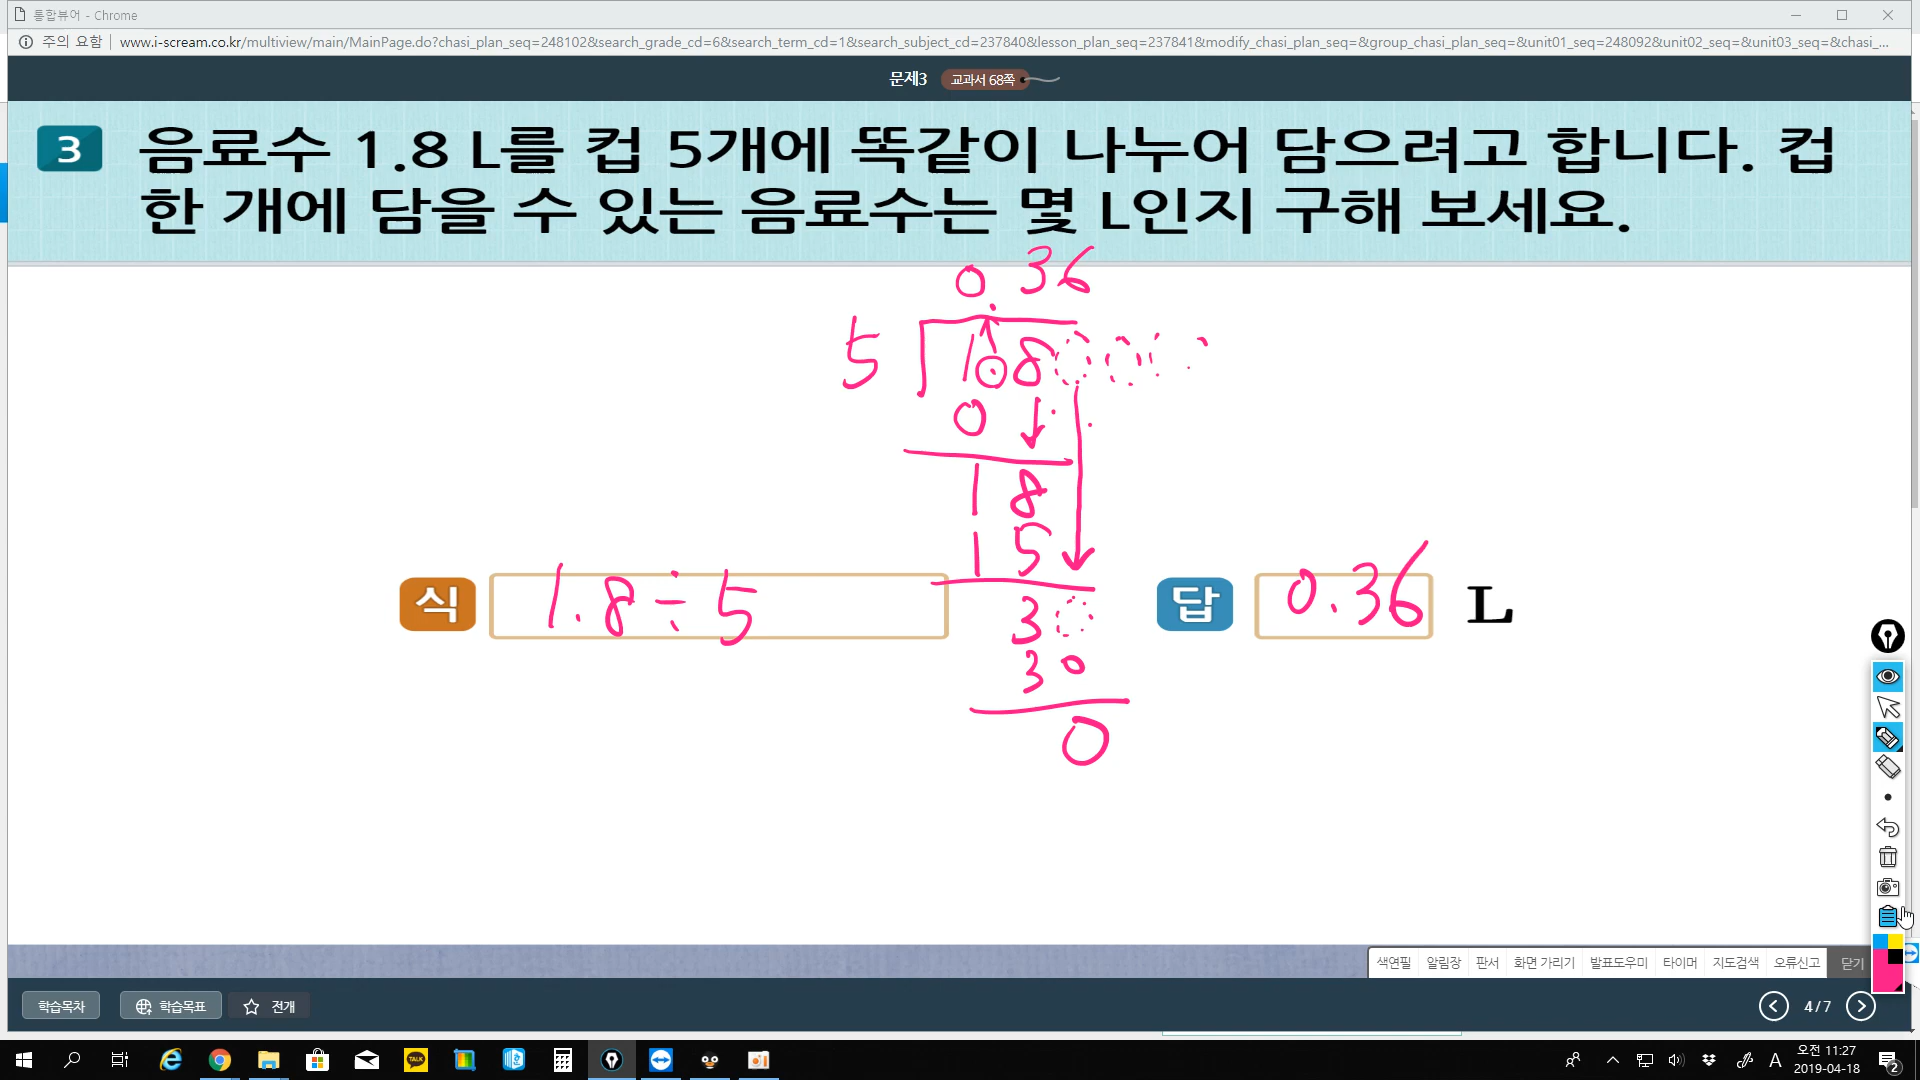 통합뷰어 - Chrome
주의 요함 | www.i-scream.co.kr/multiview/main/MainPage.do?chasi_plan_seq=248102&search_grade_cd=6&search_term_cd=1&search_subject_cd=237840&lesson_plan_seq=237841&modify_chasi_plan_seq=&group_chasi_plan_seq=&unit01_seq=248092&unit02_seq=&unit03_seq=&chasi_...
문제3 교과서 68쪽
3 음료수 1.8 L를 컵 5개에 똑같이 나누어 담으려고 합니다. 컵
한 개에 담을 수 있는 음료수는 몇 L인지 구해 보세요.
0.36
5 1.80
0
18
15
식 1.8÷5 답 0.36 L
30
30
0
색연필 알림장 판서 화면 가리기 발표도우미 타이머 지도검색 오류신고 닫기
학습목차 학습목표 전개 4/7
TALK
A 오전 11:27
2019-04-18
2